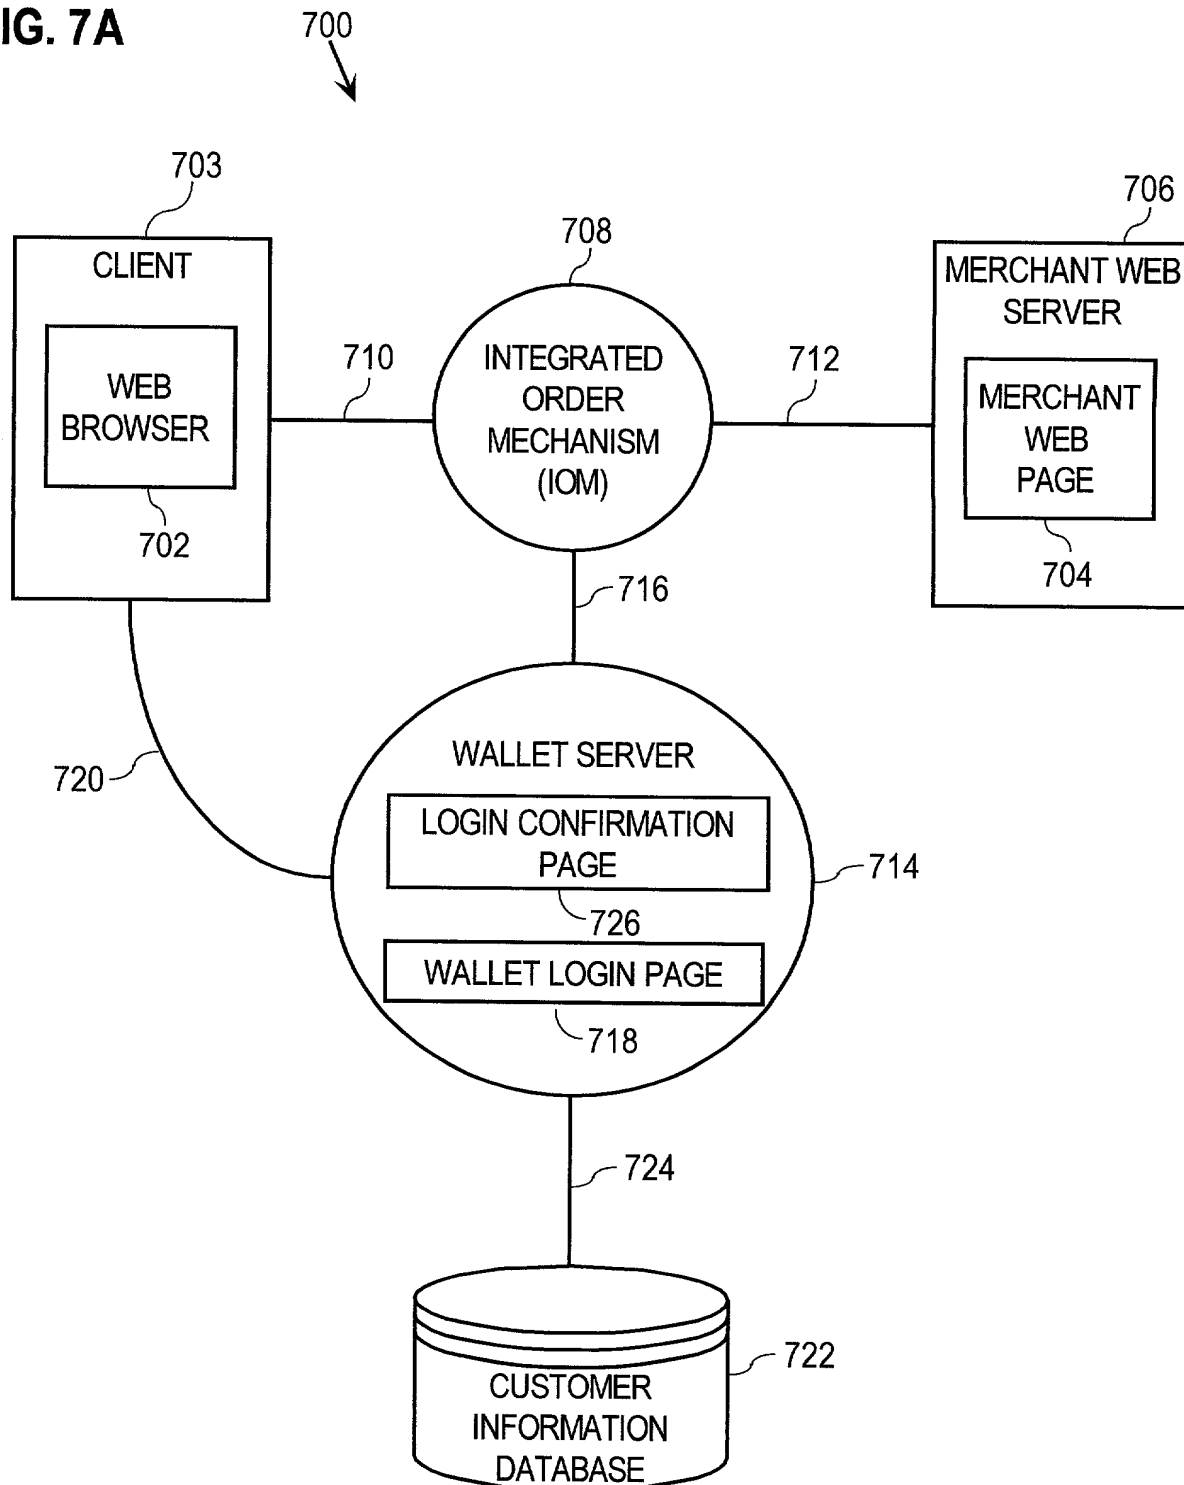 IG. 7A
700
703
708
706
CLIENT
MERCHANT WEB
SERVER
WEB
BROWSER
710
INTEGRATED
ORDER
MECHANISM
(IOM)
712
MERCHANT
WEB
PAGE
702
704
716
WALLET SERVER
720
LOGIN CONFIRMATION
PAGE
714
726
WALLET LOGIN PAGE
718
724
722
CUSTOMER
INFORMATION
DATABASE